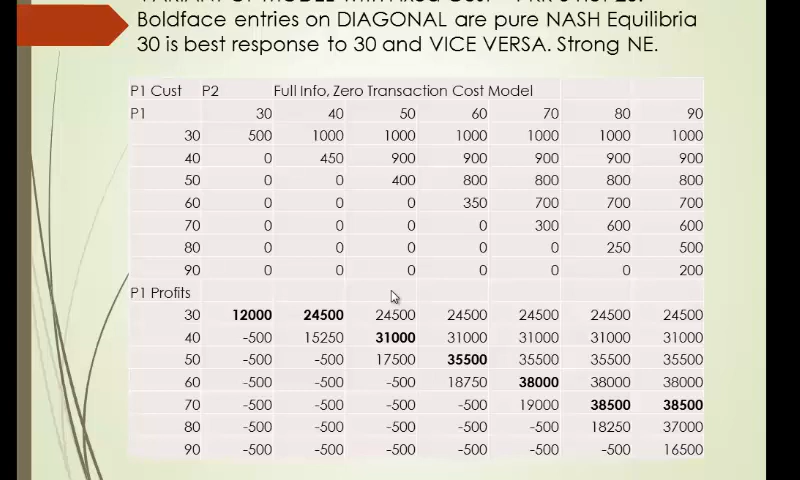 Boldface entries on DIAGONAL are pure NASH Equilibria
30 is best response to 30 and VICE VERSA. Strong NE.
P1 Cust P2 Full Info, Zero Transaction Cost Model
P1 30 40 50 60 70 80 90
30 500 1000 1000 1000 1000 1000 1000
40 0 450 900 900 900 900 900
50 0 0 400 800 800 800 800
60 0 0 0 350 700 700 700
70 0 0 0 0 300 600 600
80 0 0 0 0 0 250 500
90 0 0 0 0 0 0 200
P1 Profits
30 12000 24500 24500 24500 24500 24500 24500
40 -500 15250 31000 31000 31000 31000 31000
50 -500 -500 17500 35500 35500 35500 35500
60 -500 -500 -500 18750 38000 38000 38000
70 -500 -500 -500 -500 19000 38500 38500
80 -500 -500 -500 -500 -500 18250 37000
90 -500 -500 -500 -500 -500 -500 16500